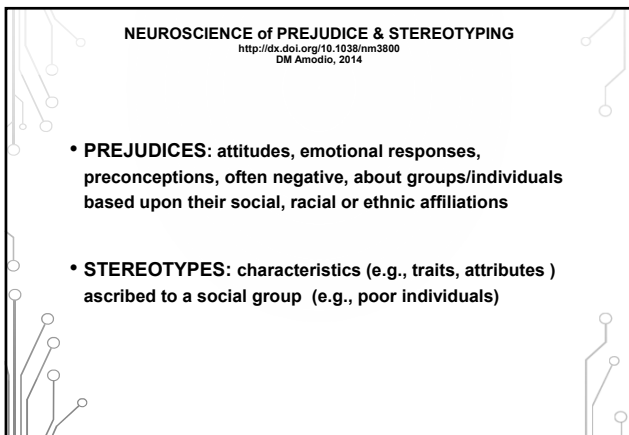 NEUROSCIENCE of PREJUDICE & STEREOTYPING
http://dx.doi.org/10.1038/nm3800
DM Amodio, 2014
• PREJUDICES: attitudes, emotional responses,
preconceptions, often negative, about groups/individuals
based upon their social, racial or ethnic affiliations
• STEREOTYPES: characteristics (e.g., traits, attributes )
ascribed to a social group (e.g., poor individuals)